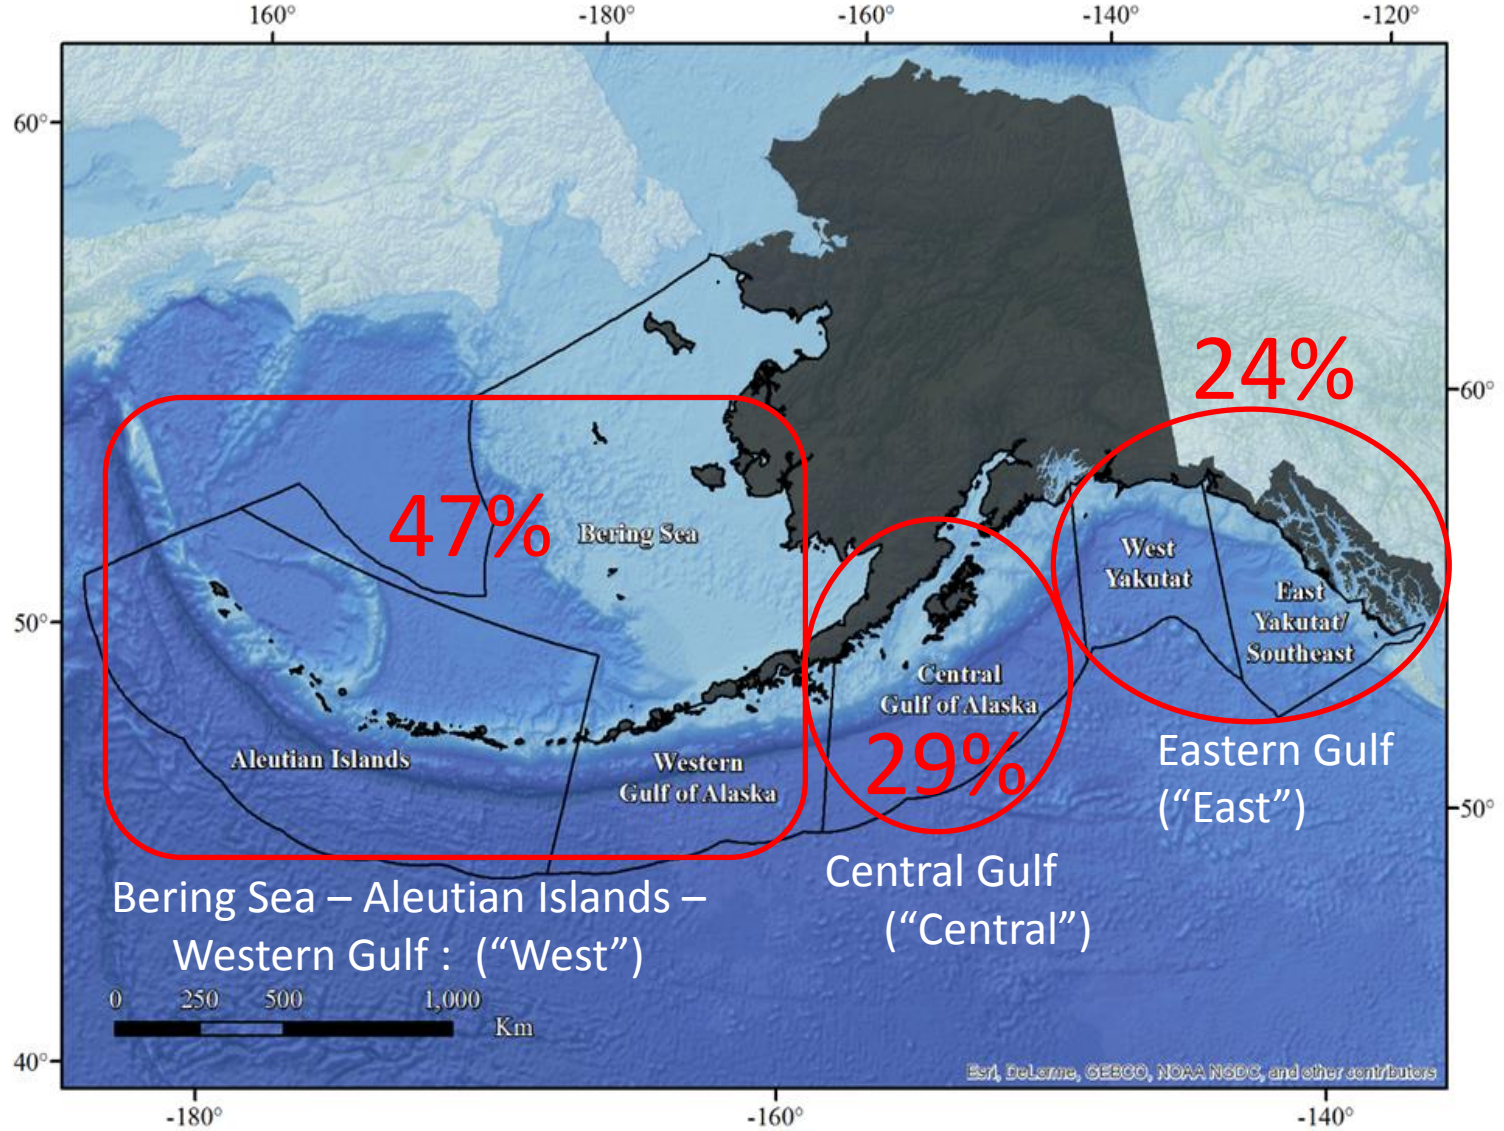 160° -180° -160° -140° -120°
60°
60°
24%
47%
Bering Sea
West
Yakutat
East
Yakutat/
Southeast
50°
Central
Gulf of Alaska
29%
Aleutian Islands
Western
Gulf of Alaska
Eastern Gulf
(“East”)
50°
Central Gulf
(“Central”)
Bering Sea – Aleutian Islands –
Western Gulf : (“West”)
0 250 500 1,000
Km
40°
Esri, DeLorme, GEBCO, NOAA NGDC, and other contributors
-180° -160° -140°